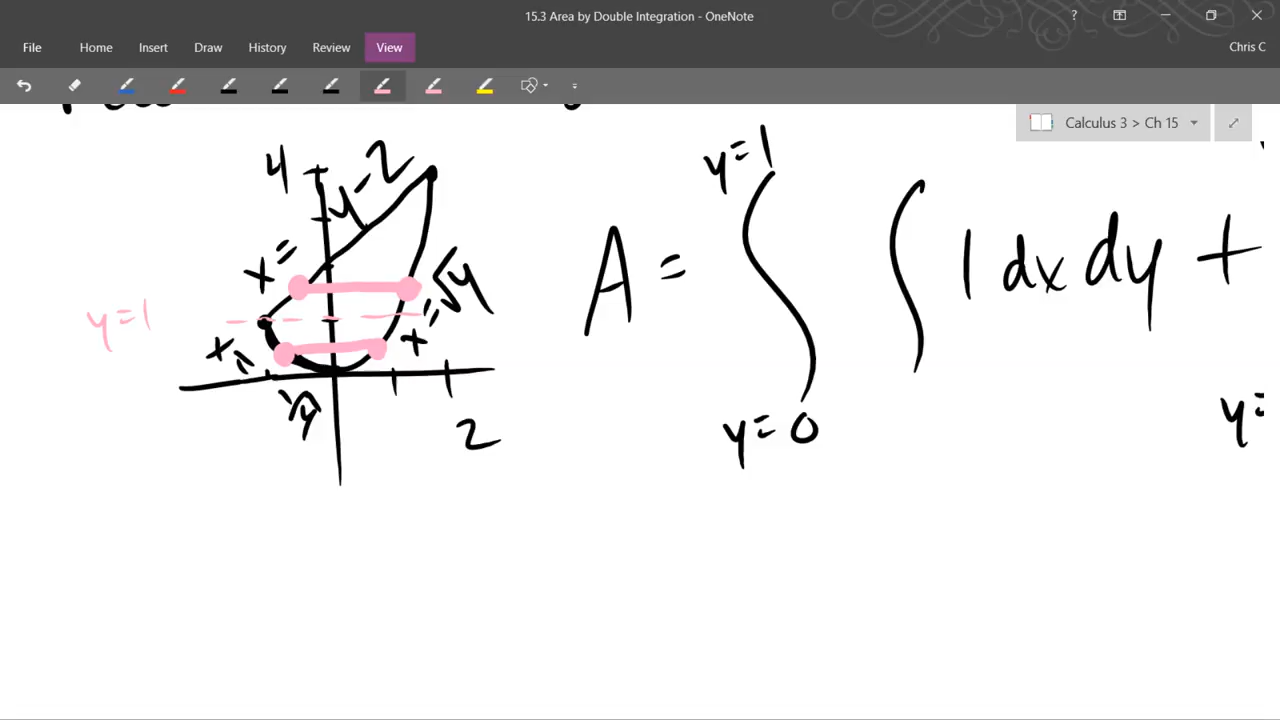 15.3 Area by Double Integration - OneNote
?
Chris C
File Home Insert Draw History Review View
Calculus 3 > Ch 15
4
x = y-2
y=1
x = √y
x = -√y
2
A = ∫ ∫ 1 dx dy +
y=1
y=0
y=